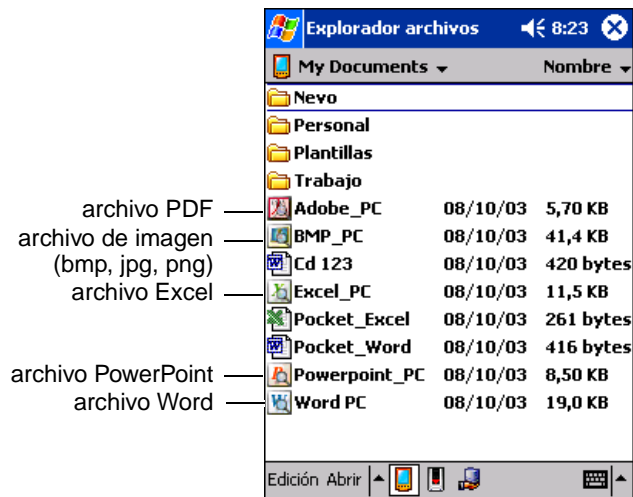 Explorador archivos 8:23
My Documents Nombre
Nevo
Personal
Plantillas
Trabajo
archivo PDF Adobe_PC 08/10/03 5,70 KB
archivo de imagen BMP_PC 08/10/03 41,4 KB
(bmp, jpg, png) Cd 123 08/10/03 420 bytes
archivo Excel Excel_PC 08/10/03 11,5 KB
Pocket_Excel 08/10/03 261 bytes
Pocket_Word 08/10/03 416 bytes
archivo PowerPoint Powerpoint_PC 08/10/03 8,50 KB
archivo Word Word PC 08/10/03 19,0 KB
Edición Abrir